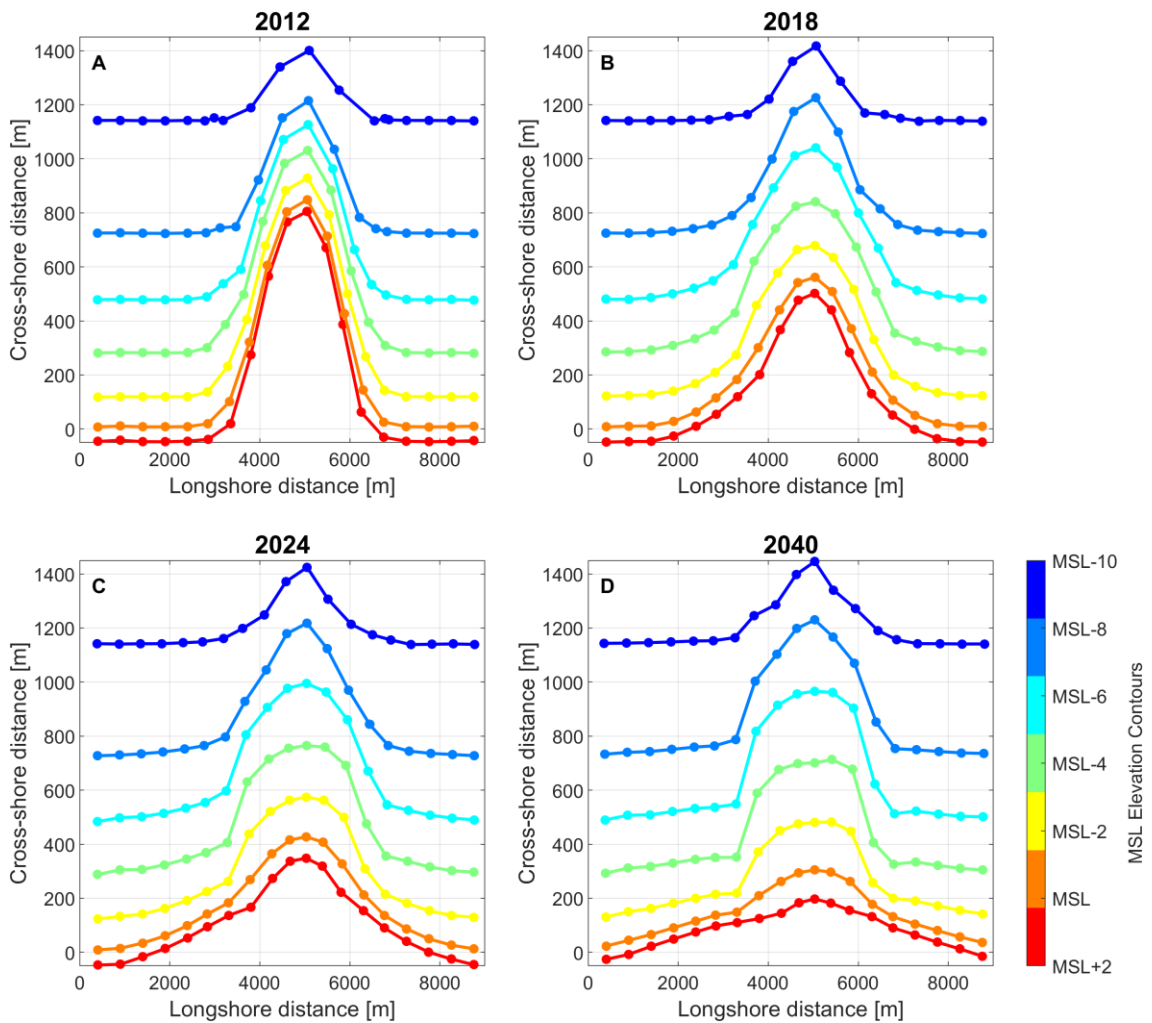 2012
A
1400
1200
1000
800
600
400
200
0
Cross-shore distance [m]
0 2000 4000 6000 8000
Longshore distance [m]
2018
B
1400
1200
1000
800
600
400
200
0
Cross-shore distance [m]
0 2000 4000 6000 8000
Longshore distance [m]
2024
C
1400
1200
1000
800
600
400
200
0
Cross-shore distance [m]
0 2000 4000 6000 8000
Longshore distance [m]
2040
D
1400
1200
1000
800
600
400
200
0
Cross-shore distance [m]
0 2000 4000 6000 8000
Longshore distance [m]
MSL-10
MSL-8
MSL-6
MSL-4
MSL-2
MSL
MSL+2
MSL Elevation Contours